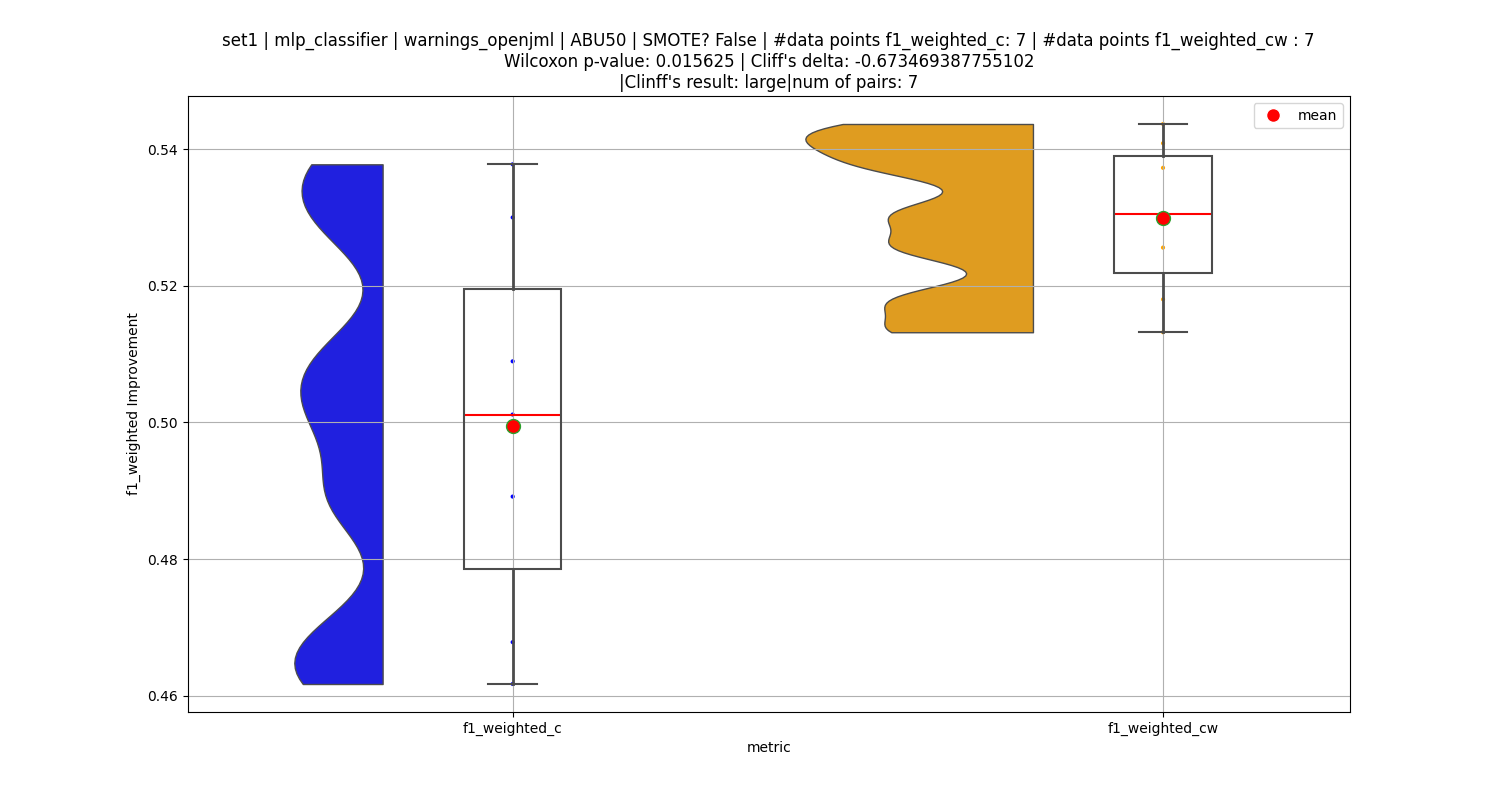 set1 | mlp_classifier | warnings_openjml | ABU50 | SMOTE? False | #data points f1_weighted_c: 7 | #data points f1_weighted_cw : 7
Wilcoxon p-value: 0.015625 | Cliff's delta: -0.673469387755102
|Clinff's result: large|num of pairs: 7
mean
0.54
0.52
0.50
0.48
0.46
f1_weighted Improvement
f1_weighted_c
f1_weighted_cw
metric